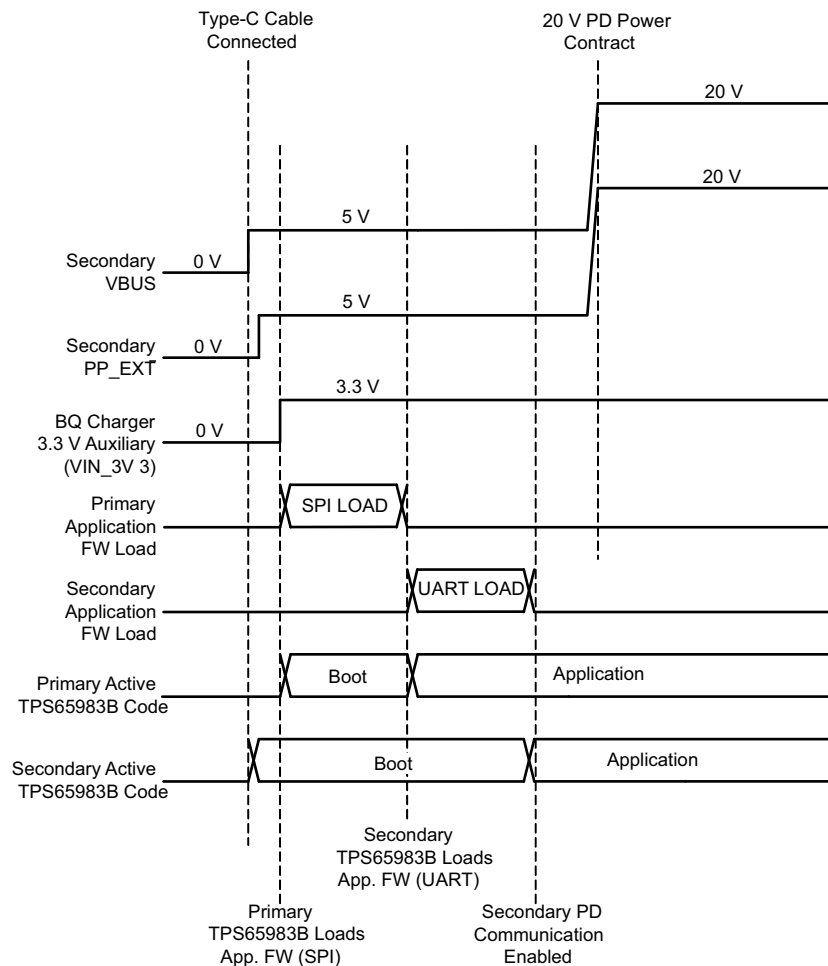 Type-C Cable
Connected
20 V PD Power
Contract
20 V
20 V
5 V
Secondary
VBUS
0 V
5 V
Secondary
PP_EXT
0 V
3.3 V
BQ Charger
3.3 V Auxiliary
(VIN_3V 3)
0 V
Primary
Application
FW Load
SPI LOAD
Secondary
Application
FW Load
UART LOAD
Primary Active
TPS65983B Code
Boot
Application
Secondary Active
TPS65983B Code
Boot
Application
Secondary
TPS65983B Loads
App. FW (UART)
Primary
TPS65983B Loads
App. FW (SPI)
Secondary PD
Communication
Enabled